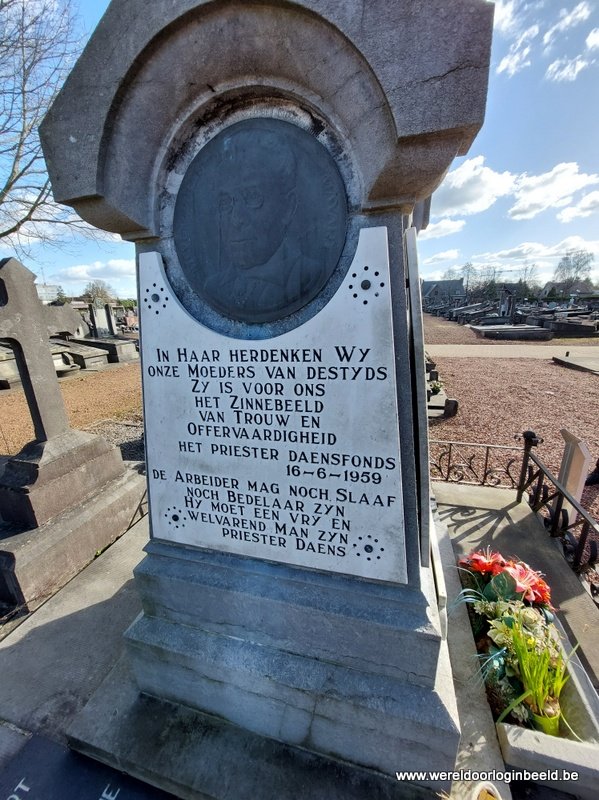 In Haar herdenken Wy
onze Moeders van destyds
Zy is voor ons
het Zinnebeeld
van Trouw en
Offervaardigheid
het priester daensfonds
16-6-1959
de Arbeider mag noch Slaaf
noch Bedelaar zyn
Hy moet een vry en
welvarend Man zyn
priester Daens
www.wereldoorloginbeeld.be